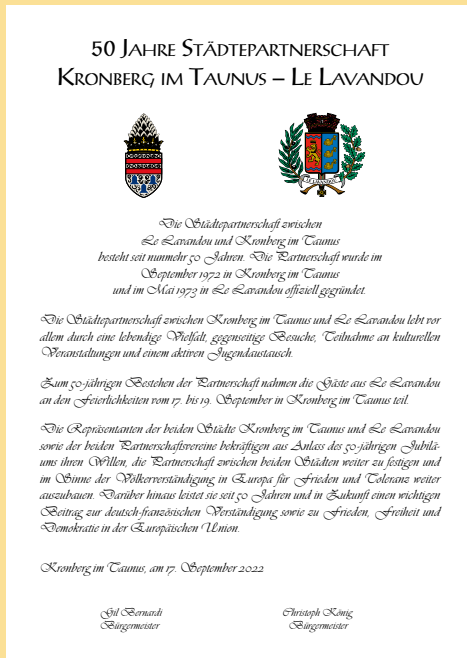 50 Jahre Städtepartnerschaft
Kronberg im Taunus – Le Lavandou
LE LAVANDOU
Die Städtepartnerschaft zwischen
Le Lavandou und Kronberg im Taunus
besteht seit nunmehr 50 Jahren. Die Partnerschaft wurde im
September 1972 in Kronberg im Taunus
und im Mai 1973 in Le Lavandou offiziell gegründet.
Die Städtepartnerschaft zwischen Kronberg im Taunus und Le Lavandou lebt vor
allem durch eine lebendige Vielfalt, gegenseitige Besuche, Teilnahme an kulturellen
Veranstaltungen und einem aktiven Jugendaustausch.
Zum 50-jährigen Bestehen der Partnerschaft nahmen die Gäste aus Le Lavandou
an den Feierlichkeiten vom 17. bis 19. September in Kronberg im Taunus teil.
Die Repräsentanten der beiden Städte Kronberg im Taunus und Le Lavandou
sowie der beiden Partnerschaftsvereine bekräftigen aus Anlass des 50-jährigen Jubilä-
ums ihren Willen, die Partnerschaft zwischen beiden Städten weiter zu festigen und
im Sinne der Völkerverständigung in Europa für Frieden und Toleranz weiter
auszubauen. Darüber hinaus leistet sie seit 50 Jahren und in Zukunft einen wichtigen
Beitrag zur deutsch-französischen Verständigung sowie zu Frieden, Freiheit und
Demokratie in der Europäischen Union.
Kronberg im Taunus, am 17. September 2022
Gil Bernardi Christoph König
Bürgermeister Bürgermeister